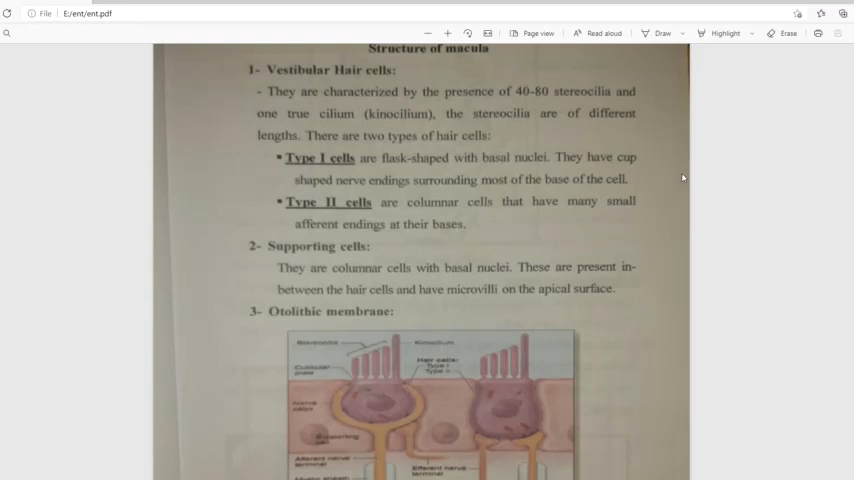 File
E:/ent/ent.pdf
Page view
Read aloud
Draw
Highlight
Erase
Structure of macula
1- Vestibular Hair cells:
- They are characterized by the presence of 40-80 stereocilia and
one true cilium (kinocilium), the stereocilia are of different
lengths. There are two types of hair cells:
▪ Type I cells are flask-shaped with basal nuclei. They have cup
shaped nerve endings surrounding most of the base of the cell.
▪ Type II cells are columnar cells that have many small
afferent endings at their bases.
2- Supporting cells:
They are columnar cells with basal nuclei. These are present in-
between the hair cells and have microvilli on the apical surface.
3- Otolithic membrane:
Stereocilia
Kinocilium
Hair cells:
Type I
Type II
Cuticular
plate
Nerve
calyx
Supporting
cell
Afferent nerve
terminal
Efferent nerve
terminal
Myelin sheath